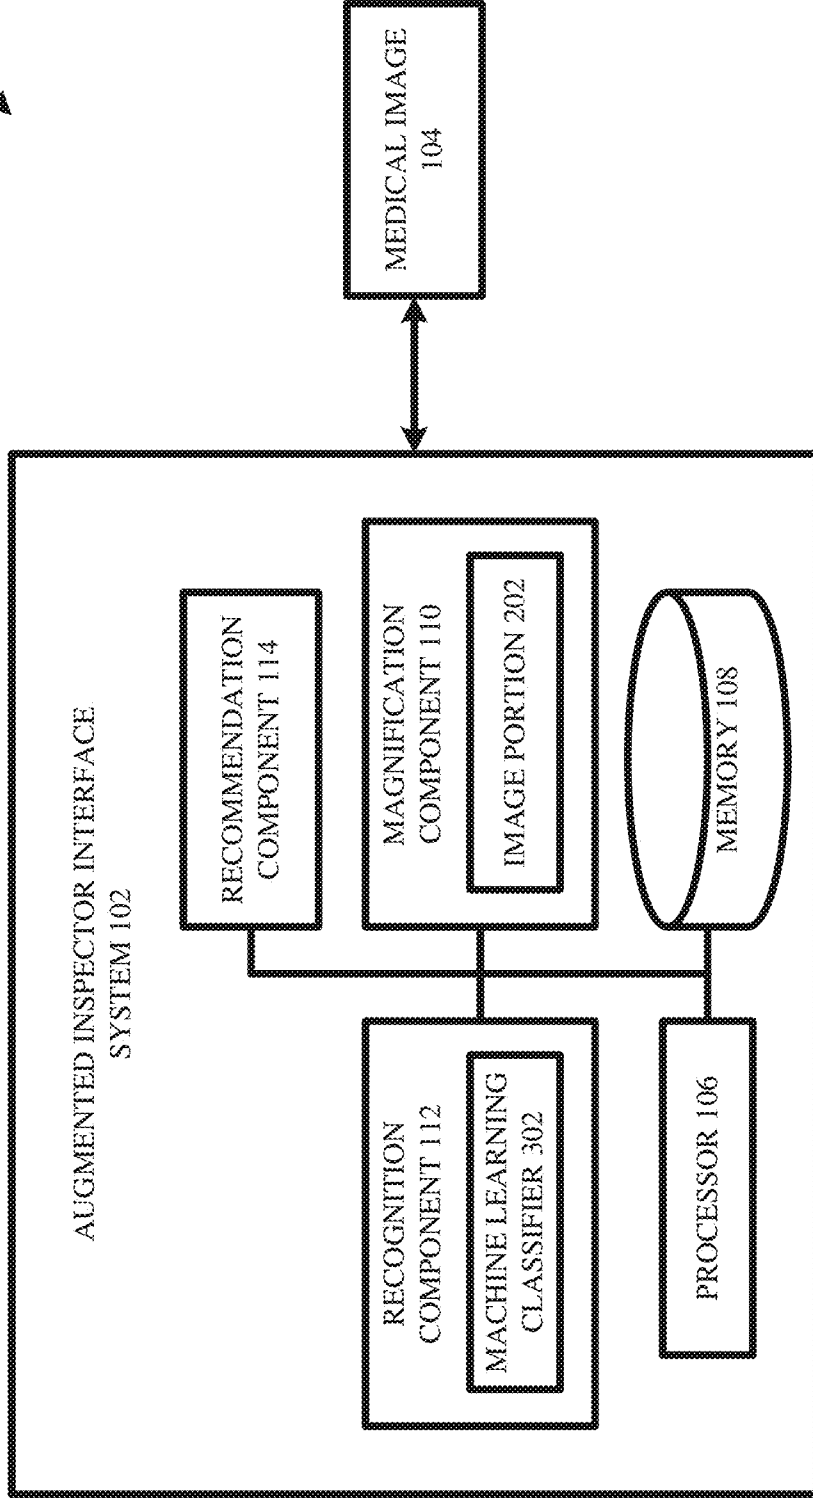 AUGMENTED INSPECTOR INTERFACE
SYSTEM 102
RECOMMENDATION
COMPONENT 114
RECOGNITION
COMPONENT 112
MACHINE LEARNING
CLASSIFIER 302
MAGNIFICATION
COMPONENT 110
IMAGE PORTION 202
PROCESSOR 106
MEMORY 108
MEDICAL IMAGE
104